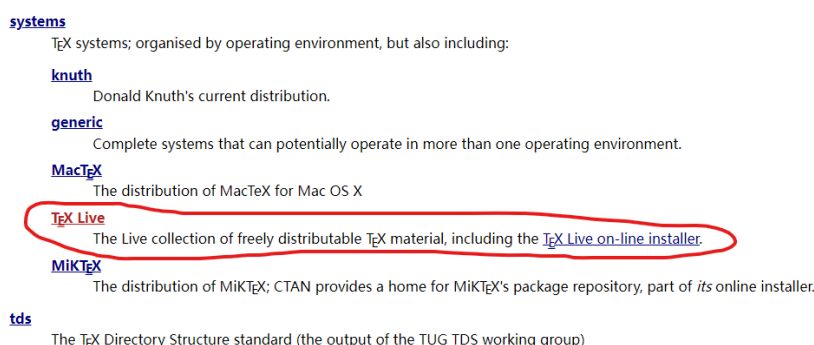 systems
TEX systems; organised by operating environment, but also including:
knuth
Donald Knuth's current distribution.
generic
Complete systems that can potentially operate in more than one operating environment.
MacTEX
The distribution of MacTeX for Mac OS X
TEX Live
The Live collection of freely distributable TEX material, including the TEX Live on-line installer.
MiKTEX
The distribution of MiKTEX; CTAN provides a home for MiKTEX's package repository, part of its online installer.
tds
The TEX Directory Structure standard (the output of the TUG TDS working group)